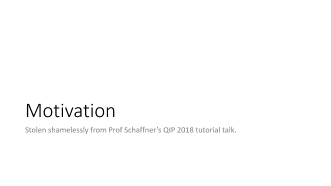 Motivation
Stolen shamelessly from Prof Schaffner's QIP 2018 tutorial talk.